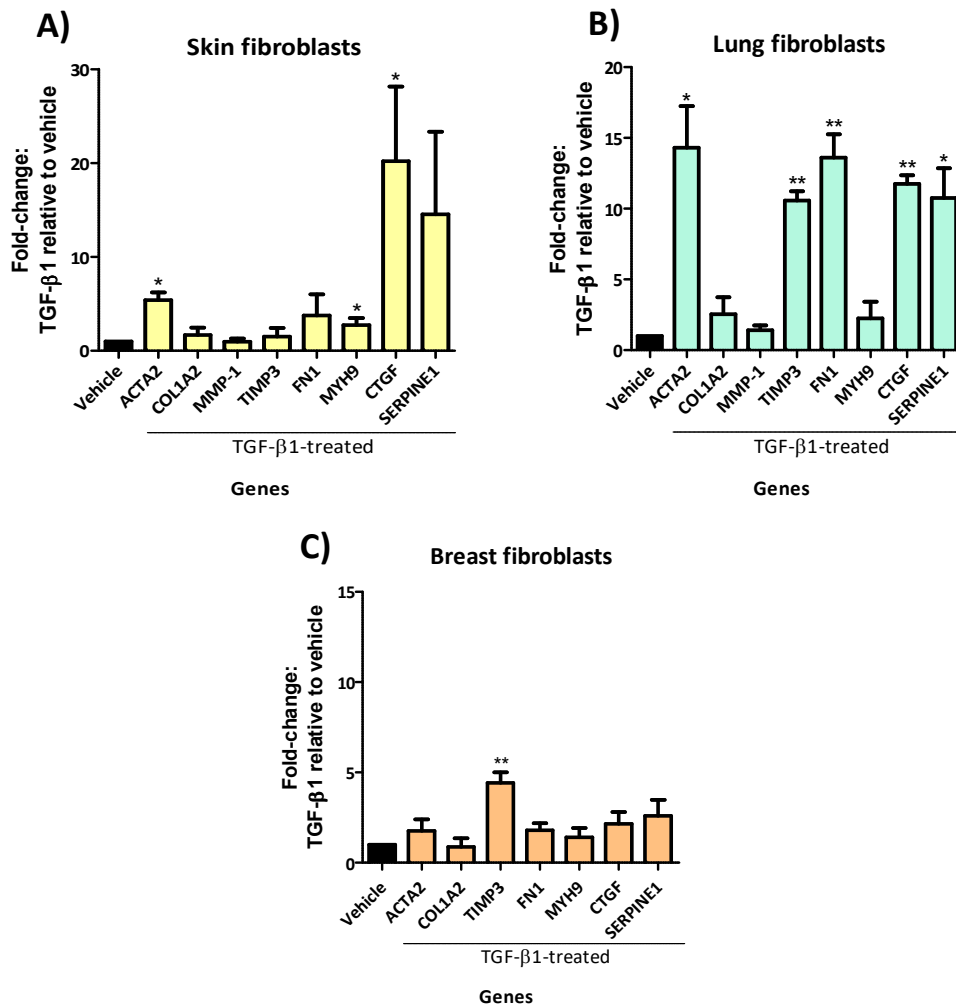 A)
Skin fibroblasts
Fold-change:
TGF-β1 relative to vehicle
30
20
10
0
*
*
*
Vehicle
ACTA2
COL1A2
MMP-1
TIMP3
FN1
MYH9
CTGF
SERPINE1
TGF-β1-treated
Genes
B)
Lung fibroblasts
Fold-change:
TGF-β1 relative to vehicle
20
15
10
5
0
*
**
**
**
*
Vehicle
ACTA2
COL1A2
MMP-1
TIMP3
FN1
MYH9
CTGF
SERPINE1
TGF-β1-treated
Genes
C)
Breast fibroblasts
Fold-change:
TGF-β1 relative to vehicle
15
10
5
0
**
Vehicle
ACTA2
COL1A2
TIMP3
FN1
MYH9
CTGF
SERPINE1
TGF-β1-treated
Genes